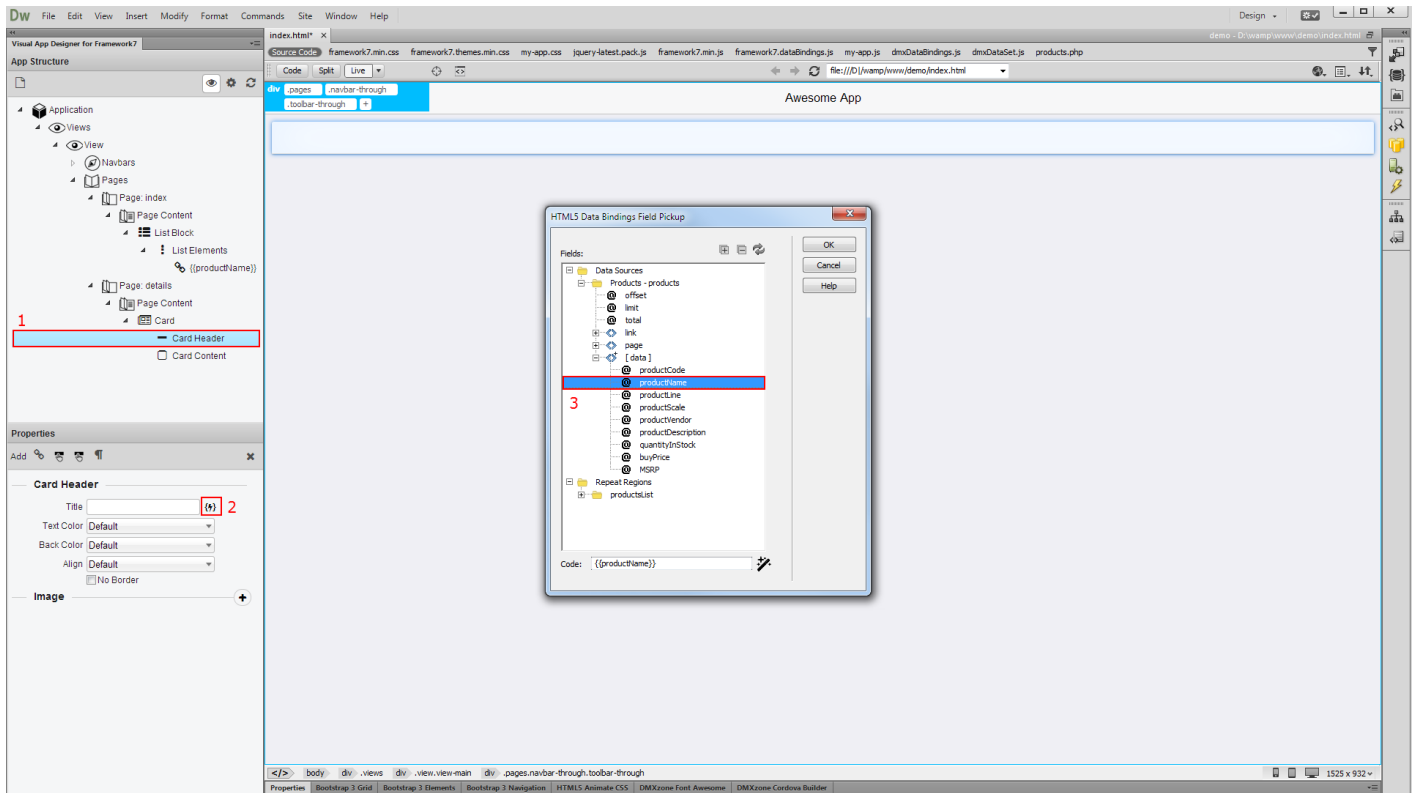 Dw File Edit View Insert Modify Format Commands Site Window Help Design
Visual App Designer for Framework7
App Structure
Application
Views
View
Navbars
Pages
Page: index
Page Content
List Block
List Elements
{{productName}}
Page: details
Page Content
Card
1
Card Header
Card Content
Properties
Add
Card Header
Title
2
Text Color Default
Back Color Default
Align Default
No Border
Image
index.html* × demo - D:\wamp\www\demo\index.html
Source Code framework7.min.css framework7.themes.min.css my-app.css jquery-latest.pack.js framework7.min.js framework7.dataBindings.js my-app.js dmxDataBindings.js dmxDataSet.js products.php
Code Split Live file:///D|/wamp/www/demo/index.html
div .pages .navbar-through
.toolbar-through +
Awesome App
HTML5 Data Bindings Field Pickup
Fields:
OK
Cancel
Help
Data Sources
Products - products
offset
limit
total
link
page
[ data ]
productCode
productName
3
productLine
productScale
productVendor
productDescription
quantityInStock
buyPrice
MSRP
Repeat Regions
productsList
Code: {{productName}}
</> body div .views div .view.view-main div .pages.navbar-through.toolbar-through 1525 x 932
Properties Bootstrap 3 Grid Bootstrap 3 Elements Bootstrap 3 Navigation HTML5 Animate CSS DMXzone Font Awesome DMXzone Cordova Builder